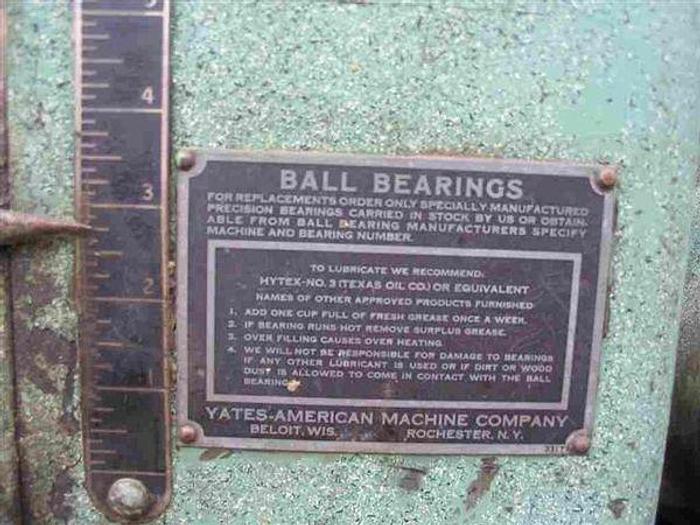 5
4
3
2
1
BALL BEARINGS
FOR REPLACEMENTS ORDER ONLY SPECIALLY-MANUFACTURED
PRECISION BEARINGS CARRIED IN STOCK BY US OR OBTAIN-
ABLE FROM BALL BEARING MANUFACTURERS SPECIFY
MACHINE AND BEARING NUMBER.
TO LUBRICATE WE RECOMMEND:
HYTEX-NO. 3 (TEXAS OIL CO.) OR EQUIVALENT
NAMES OF OTHER APPROVED PRODUCTS FURNISHED
1. ADD ONE CUP FULL OF FRESH GREASE ONCE A WEEK.
2. IF BEARING RUNS HOT REMOVE SURPLUS GREASE.
3. OVER FILLING CAUSES OVER HEATING.
4. WE WILL NOT BE RESPONSIBLE FOR DAMAGE TO BEARINGS
IF ANY OTHER LUBRICANT IS USED OR IF DIRT OR WOOD
DUST IS ALLOWED TO COME IN CONTACT WITH THE BALL
BEARING
YATES-AMERICAN MACHINE COMPANY
BELOIT, WIS. ROCHESTER, N.Y.